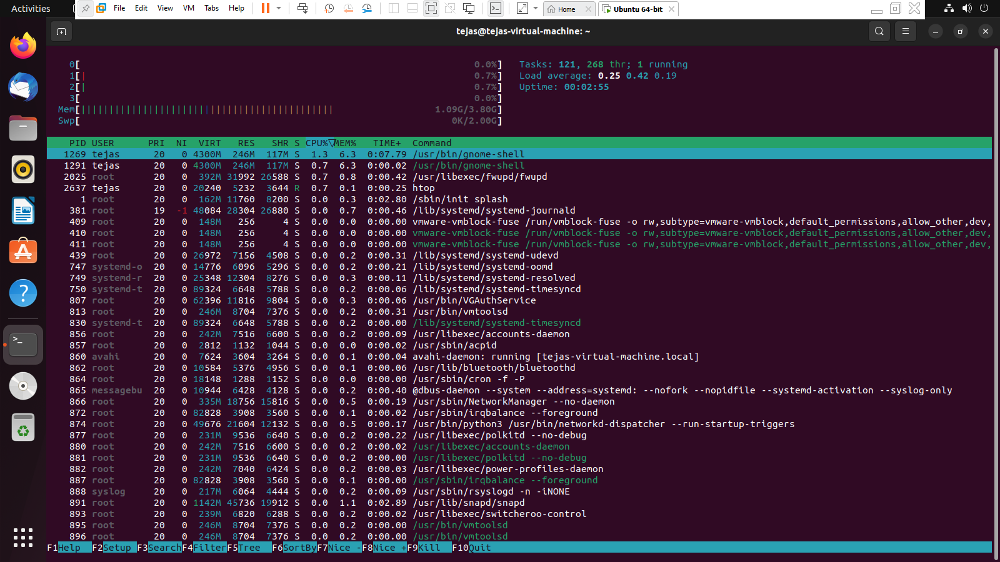 Activities File Edit View VM Tabs Help Home Ubuntu 64-bit
tejas@tejas-virtual-machine: ~
0[ 0.0%] Tasks: 121, 268 thr; 1 running
1[| 0.7%] Load average: 0.25 0.42 0.19
2[| 0.7%] Uptime: 00:02:55
3[ 0.0%]
Mem[||||||||||||||||||||||||||||||||||||||||||||| 1.09G/3.80G]
Swp[ 0K/2.00G]
PID USER PRI NI VIRT RES SHR S CPU%▽MEM% TIME+ Command
1269 tejas 20 0 4300M 246M 117M S 1.3 6.3 0:07.79 /usr/bin/gnome-shell
1291 tejas 20 0 4300M 246M 117M S 0.7 6.3 0:00.02 /usr/bin/gnome-shell
2025 root 20 0 392M 31992 26588 S 0.7 0.8 0:00.42 /usr/libexec/fwupd/fwupd
2637 tejas 20 0 20240 5232 3644 R 0.7 0.1 0:00.25 htop
1 root 20 0 162M 11760 8200 S 0.0 0.3 0:02.80 /sbin/init splash
381 root 19 -1 48084 28304 26880 S 0.0 0.7 0:00.46 /lib/systemd/systemd-journald
409 root 20 0 148M 256 4 S 0.0 0.0 0:00.00 vmware-vmblock-fuse /run/vmblock-fuse -o rw,subtype=vmware-vmblock,default_permissions,allow_other,dev,
410 root 20 0 148M 256 4 S 0.0 0.0 0:00.00 vmware-vmblock-fuse /run/vmblock-fuse -o rw,subtype=vmware-vmblock,default_permissions,allow_other,dev,
411 root 20 0 148M 256 4 S 0.0 0.0 0:00.00 vmware-vmblock-fuse /run/vmblock-fuse -o rw,subtype=vmware-vmblock,default_permissions,allow_other,dev,
439 root 20 0 26972 7156 4508 S 0.0 0.2 0:00.31 /lib/systemd/systemd-udevd
747 systemd-o 20 0 14776 6096 5296 S 0.0 0.2 0:00.21 /lib/systemd/systemd-oomd
749 systemd-r 20 0 25348 12304 8276 S 0.0 0.3 0:00.11 /lib/systemd/systemd-resolved
750 systemd-t 20 0 89324 6648 5788 S 0.0 0.2 0:00.06 /lib/systemd/systemd-timesyncd
807 root 20 0 62396 11816 9804 S 0.0 0.3 0:00.06 /usr/bin/VGAuthService
813 root 20 0 246M 8704 7376 S 0.0 0.2 0:00.31 /usr/bin/vmtoolsd
830 systemd-t 20 0 89324 6648 5788 S 0.0 0.2 0:00.00 /lib/systemd/systemd-timesyncd
856 root 20 0 242M 7516 6600 S 0.0 0.2 0:00.09 /usr/libexec/accounts-daemon
857 root 20 0 2812 1132 1044 S 0.0 0.0 0:00.02 /usr/sbin/acpid
860 avahi 20 0 7624 3604 3264 S 0.0 0.1 0:00.04 avahi-daemon: running [tejas-virtual-machine.local]
862 root 20 0 10584 5376 4956 S 0.0 0.1 0:00.06 /usr/lib/bluetooth/bluetoothd
864 root 20 0 18148 1288 1152 S 0.0 0.0 0:00.00 /usr/sbin/cron -f -P
865 messagebu 20 0 10944 6428 4128 S 0.0 0.2 0:00.40 @dbus-daemon --system --address=systemd: --nofork --nopidfile --systemd-activation --syslog-only
866 root 20 0 335M 18756 15816 S 0.0 0.5 0:00.19 /usr/sbin/NetworkManager --no-daemon
872 root 20 0 82828 3908 3560 S 0.0 0.1 0:00.02 /usr/sbin/irqbalance --foreground
874 root 20 0 49676 21604 12132 S 0.0 0.5 0:00.17 /usr/bin/python3 /usr/bin/networkd-dispatcher --run-startup-triggers
877 root 20 0 231M 9536 6640 S 0.0 0.2 0:00.22 /usr/libexec/polkitd --no-debug
880 root 20 0 242M 7516 6600 S 0.0 0.2 0:00.02 /usr/libexec/accounts-daemon
881 root 20 0 231M 9536 6640 S 0.0 0.2 0:00.00 /usr/libexec/polkitd --no-debug
882 root 20 0 242M 7040 6424 S 0.0 0.2 0:00.03 /usr/libexec/power-profiles-daemon
887 root 20 0 82828 3908 3560 S 0.0 0.1 0:00.00 /usr/sbin/irqbalance --foreground
888 syslog 20 0 217M 6064 4444 S 0.0 0.2 0:00.09 /usr/sbin/rsyslogd -n -iNONE
891 root 20 0 1142M 45736 19912 S 0.0 1.1 0:02.89 /usr/lib/snapd/snapd
893 root 20 0 239M 6820 6288 S 0.0 0.2 0:00.02 /usr/libexec/switcheroo-control
895 root 20 0 246M 8704 7376 S 0.0 0.2 0:00.00 /usr/bin/vmtoolsd
896 root 20 0 246M 8704 7376 S 0.0 0.2 0:00.00 /usr/bin/vmtoolsd
F1Help F2Setup F3SearchF4FilterF5Tree F6SortByF7Nice -F8Nice +F9Kill F10Quit